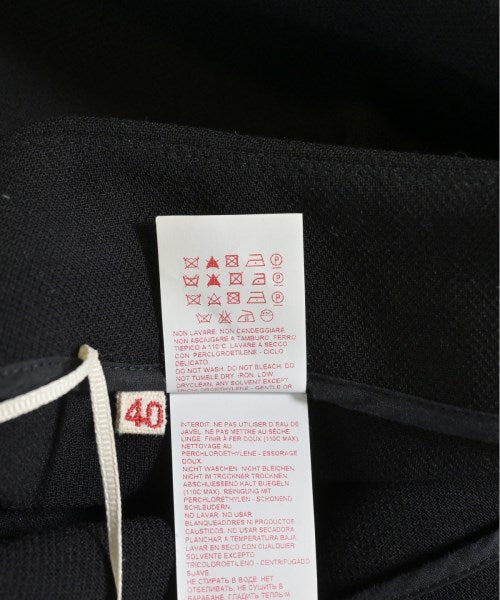 NON LAVARE. NON CANDEGGIARE.
NON ASCIUGARE A TAMBURO. FERRO
TIEPICO A 110°C. LAVARE A SECCO
CON PERCLOROETILENE - CICLO
DELICATO.
DO NOT WASH. DO NOT BLEACH. DO
NOT TUMBLE DRY. IRON, LOW.
DRYCLEAN, ANY SOLVENT EXCEPT
40
INTERDIT. NE PAS UTILISER D'EAU DE
JAVEL. NE PAS METTRE AU SÈCHE
LINGE. FINIR À FER DOUX (110C MAX).
NETTOYAGE AU
PERCHLOROETHYLENE - ESSORAGE
DOUX.
NICHT WASCHEN. NICHT BLEICHEN.
NICHT IM TROCKNER TROCKNEN.
ABSCHLIESSEND KALT BUEGELN
(110C MAX). REINIGUNG MIT
PERCHLORETHYLEN - SCHONEND
SCHLEUDERN.
NO LAVAR. NO USAR
BLANQUEADORES NI PRODUCTOS
CAUSTICOS. NO USAR SECADORA
PLANCHAR A TEMPERATURA BAJA.
LAVAR EN SECO CON CUALQUIER
SOLVENTE EXCEPTO
TRICOLOROETILENO - CENTRIFUGADO
SUAVE.
НЕ СТИРАТЬ В ВОДЕ. НЕТ
ОТБЕЛИВАТЬ. НЕ СУШИТЬ В
БАРАБАНЕ. ГЛАДИТЬ ТЕПЛЫМ